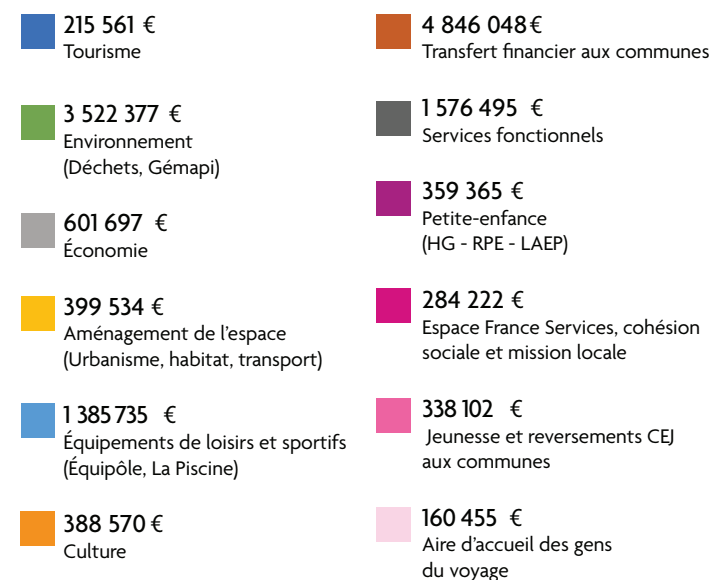 215 561 €
Tourisme
3 522 377 €
Environnement
(Déchets, Gémapi)
601 697 €
Économie
399 534 €
Aménagement de l'espace
(Urbanisme, habitat, transport)
1 385 735 €
Équipements de loisirs et sportifs
(Équipôle, La Piscine)
388 570 €
Culture
4 846 048 €
Transfert financier aux communes
1 576 495 €
Services fonctionnels
359 365 €
Petite-enfance
(HG - RPE - LAEP)
284 222 €
Espace France Services, cohésion
sociale et mission locale
338 102 €
Jeunesse et reversements CEJ
aux communes
160 455 €
Aire d'accueil des gens
du voyage